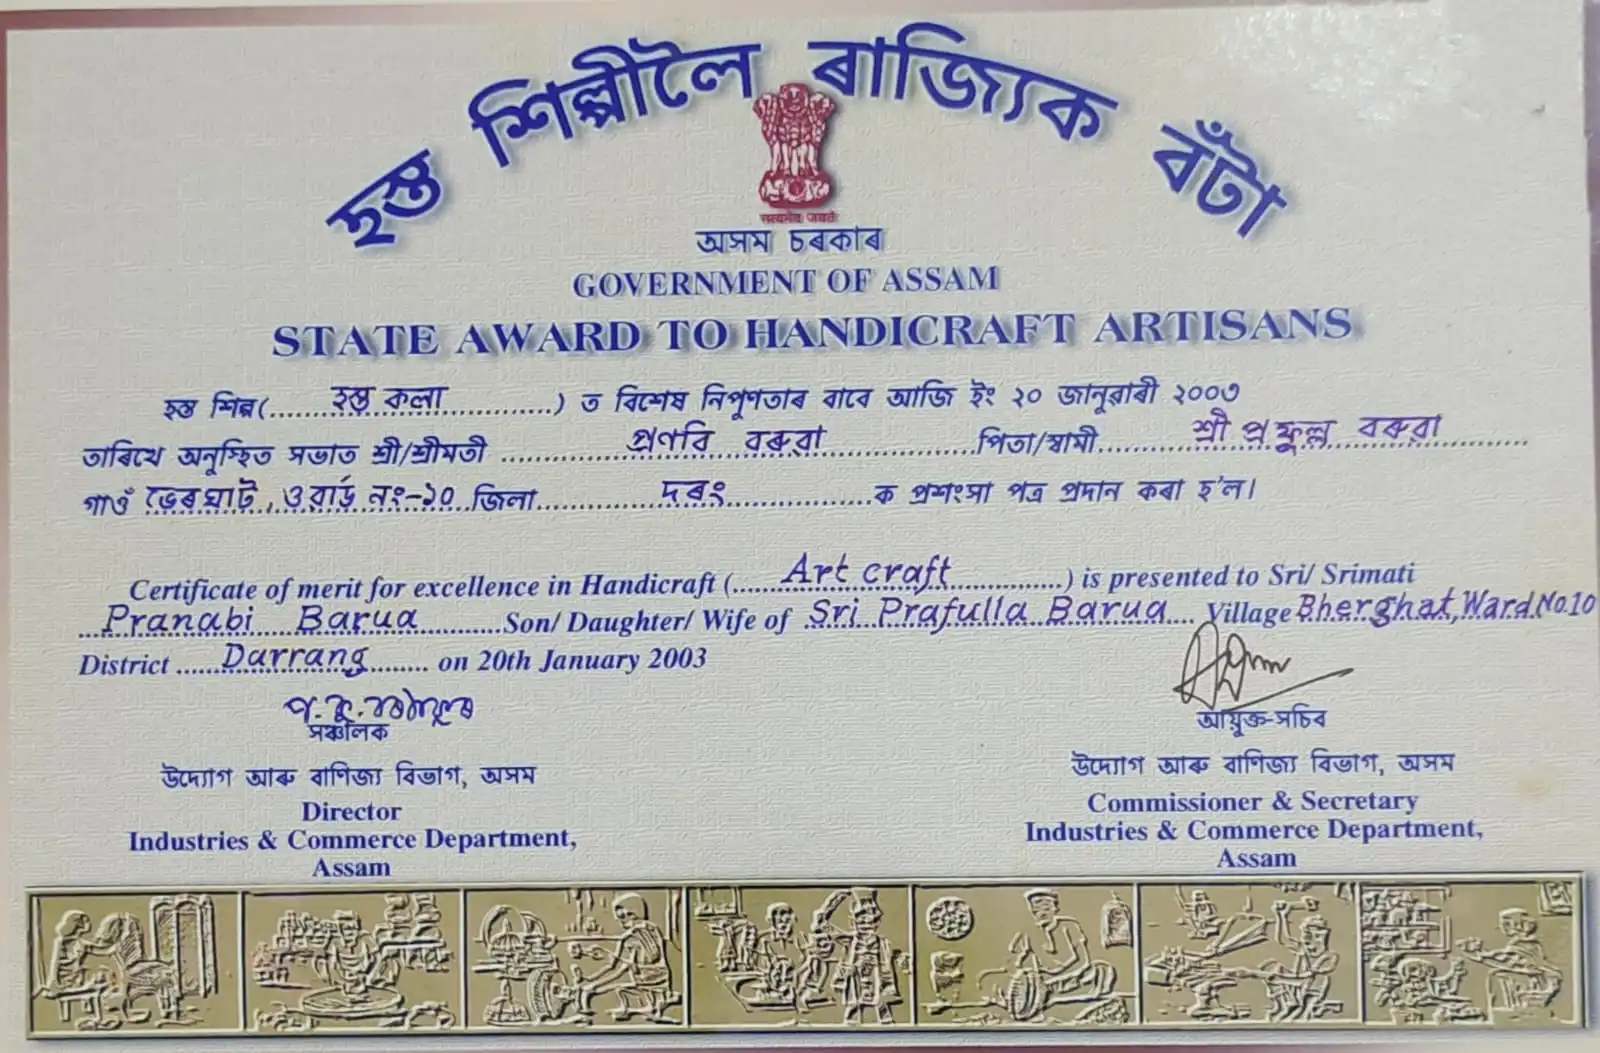 হস্ত শিল্পীলৈ ৰাজ্যিক বঁটা
सत्यमेव जयते
অসম চৰকাৰ
GOVERNMENT OF ASSAM
STATE AWARD TO HANDICRAFT ARTISANS
হস্ত শিল্প(.....হস্ত কলা.....) ত বিশেষ নিপুণতাৰ বাবে আজি ইং ২০ জানুৱাৰী ২০০৩
তাৰিখে অনুস্থিত সভাত শ্ৰী/শ্ৰীমতী .....প্ৰণবি বৰুৱা.....পিতা/স্বামী.....শ্ৰী প্ৰফুল্ল বৰুৱা.....
গাওঁ ভেৰঘাট, ওৱাৰ্ড নং-১০ জিলা.....দৰং.....ক প্ৰশংসা পত্ৰ প্ৰদান কৰা হ'ল।
Certificate of merit for excellence in Handicraft (.....Art craft.....) is presented to Sri/ Srimati
.....Pranabi Barua.....Son/ Daughter/ Wife of .Sri Prafulla Barua.... Village Bherghat, Ward No.10
District .....Darrang..... on 20th January 2003
সঞ্চালক
আয়ুক্ত-সচিব
উদ্যোগ আৰু বাণিজ্য বিভাগ, অসম
উদ্যোগ আৰু বাণিজ্য বিভাগ, অসম
Director
Commissioner & Secretary
Industries & Commerce Department,
Industries & Commerce Department,
Assam
Assam